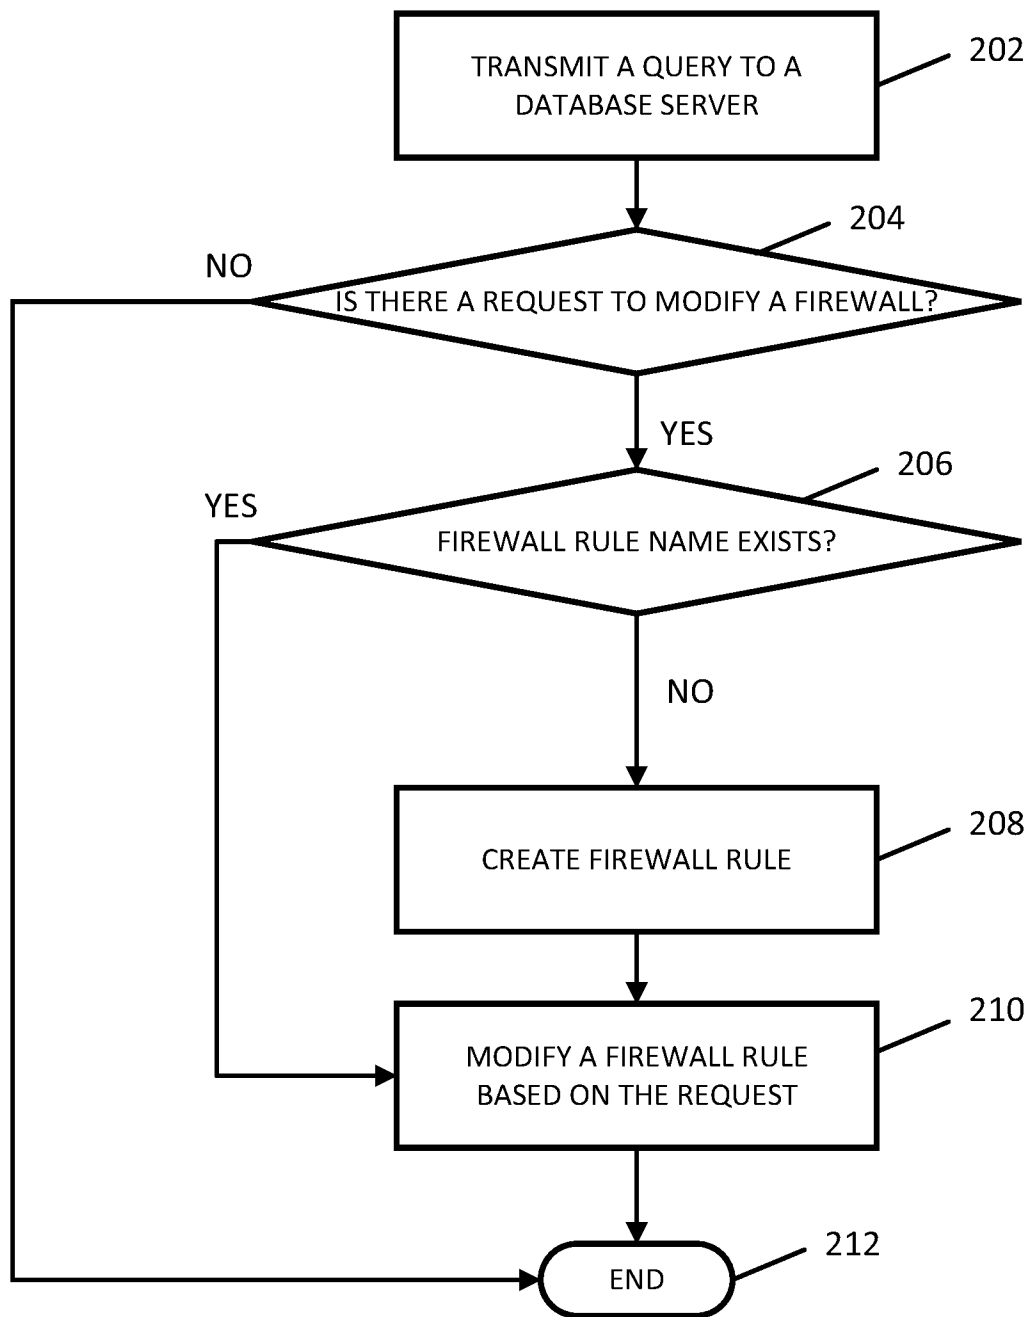 TRANSMIT A QUERY TO A
DATABASE SERVER
202
204
NO
IS THERE A REQUEST TO MODIFY A FIREWALL?
YES
206
YES
FIREWALL RULE NAME EXISTS?
NO
208
CREATE FIREWALL RULE
210
MODIFY A FIREWALL RULE
BASED ON THE REQUEST
212
END